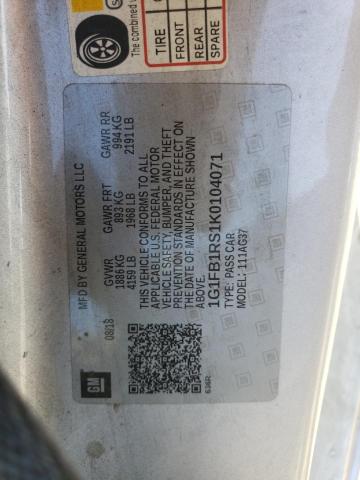 The combined
TIRE
FRONT
REAR
SPARE
MFD BY GENERAL MOTORS LLC
08/18
GVWR GAWR FRT GAWR RR
1886 KG 893 KG 994 KG
4159 LB 1968 LB 2191 LB
THIS VEHICLE CONFORMS TO ALL
APPLICABLE U.S. FEDERAL MOTOR
VEHICLE SAFETY, BUMPER, AND THEFT
PREVENTION STANDARDS IN EFFECT ON
THE DATE OF MANUFACTURE SHOWN
ABOVE.
1G1FB1RS1K0104071
TYPE: PASS CAR
MODEL: 111AG37
GM